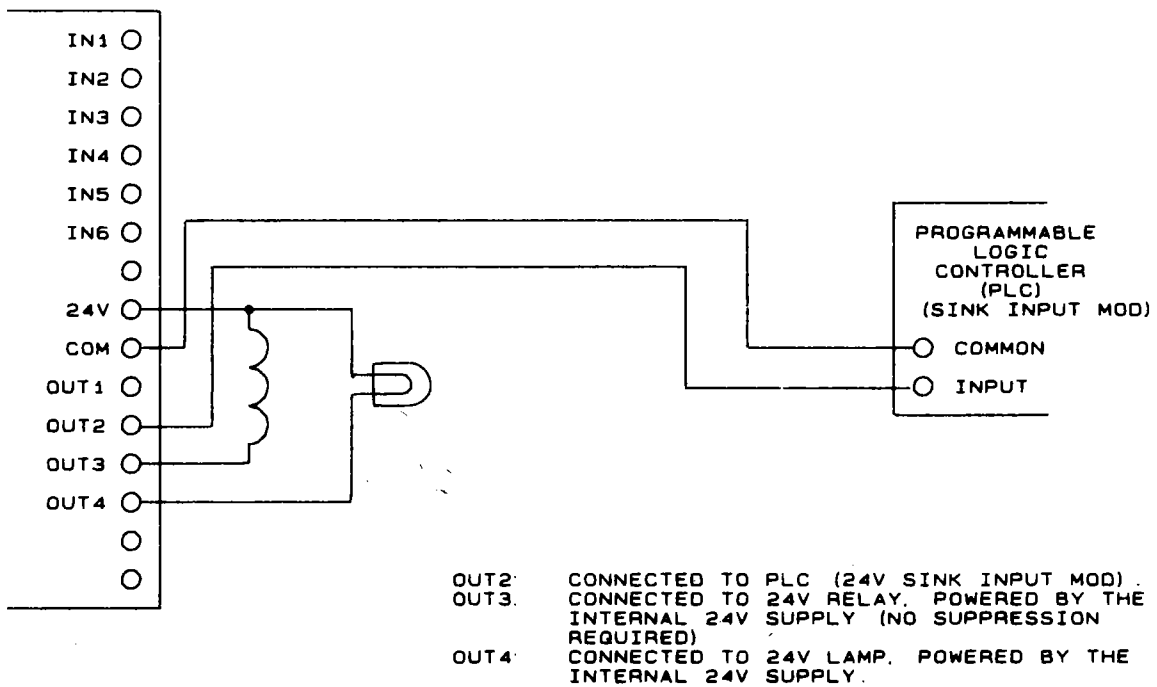 IN1
IN2
IN3
IN4
IN5
IN6
24V
COM
OUT1
OUT2
OUT3
OUT4
PROGRAMMABLE
LOGIC
CONTROLLER
(PLC)
(SINK INPUT MOD)
COMMON
INPUT
OUT2: CONNECTED TO PLC (24V SINK INPUT MOD).
OUT3. CONNECTED TO 24V RELAY, POWERED BY THE
INTERNAL 24V SUPPLY (NO SUPPRESSION
REQUIRED)
OUT4: CONNECTED TO 24V LAMP, POWERED BY THE
INTERNAL 24V SUPPLY.